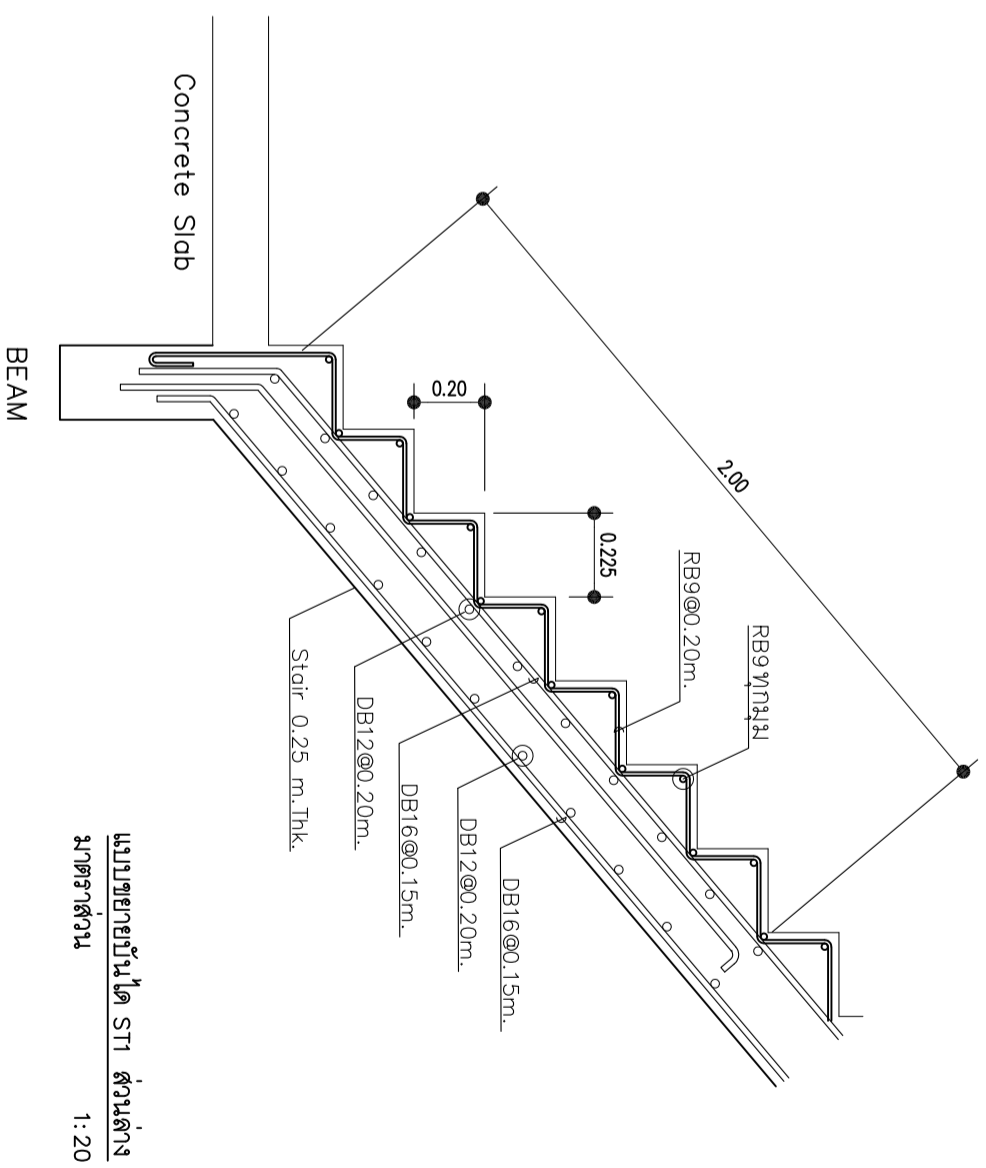 2.00
0.20
0.225
RB9ทุกมุม
RB9@0.20m.
Concrete Slab
BEAM
Stair 0.25 m.Thk.
DB12@0.20m.
DB16@0.15m.
DB12@0.20m.
DB16@0.15m.
แบบขยายบันได ST1 ส่วนล่าง
มาตราส่วน 1:20